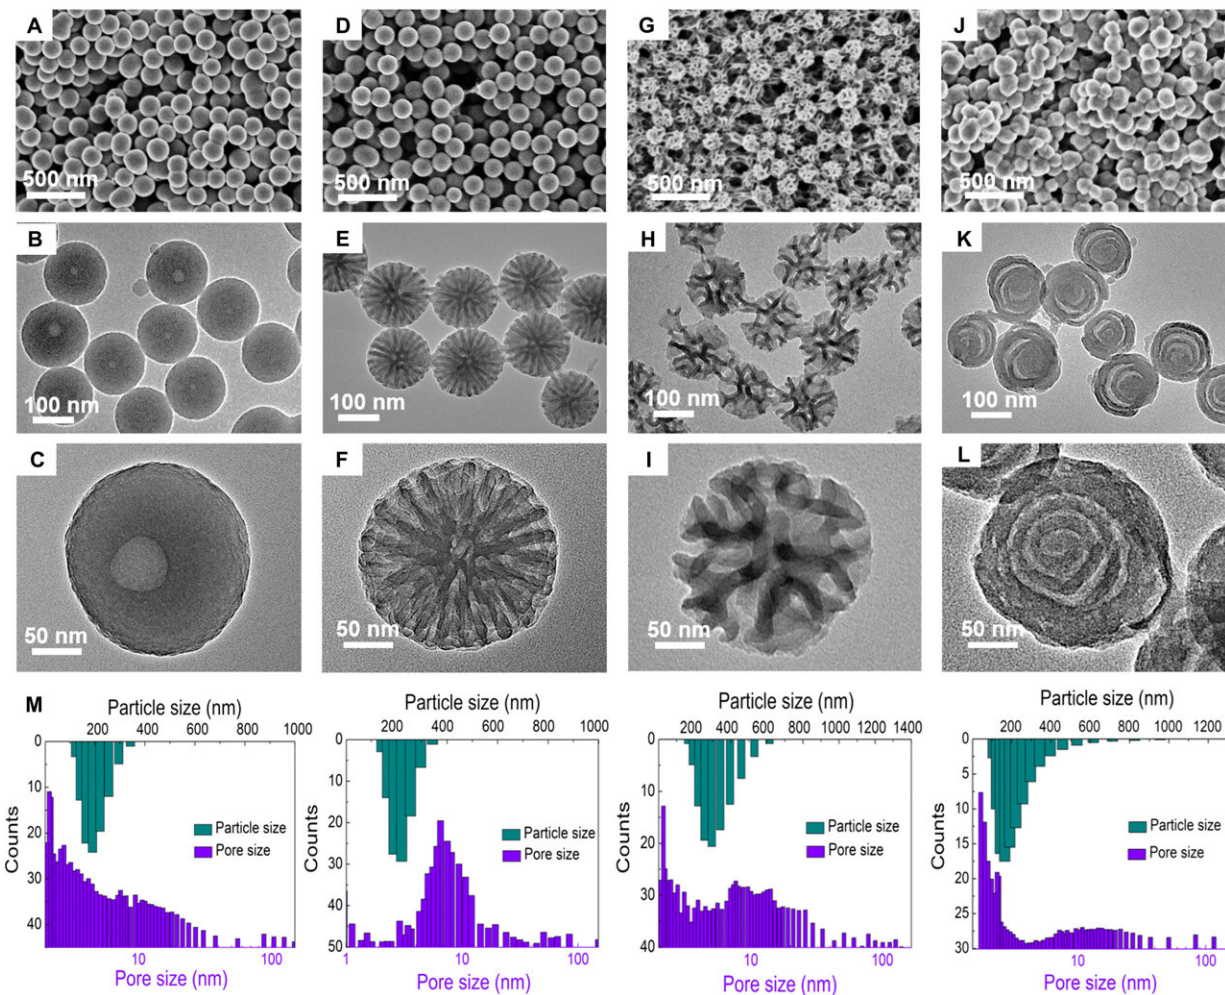 A
D
G
J
500 nm
500 nm
500 nm
500 nm
B
E
H
K
100 nm
100 nm
100 nm
100 nm
C
F
I
L
50 nm
50 nm
50 nm
50 nm
M
Particle size (nm)
200 400 600 800 1000
0
10
20
30
40
Counts
Particle size
Pore size
10 100
Pore size (nm)
Particle size (nm)
200 400 600 800 1000
0
10
20
30
40
50
Particle size
Pore size
1 10 100
Pore size (nm)
Particle size (nm)
200 400 600 800 1000 1200 1400
0
10
20
30
40
Counts
Particle size
Pore size
10 100
Pore size (nm)
Particle size (nm)
200 400 600 800 1000 1200
0
5
10
15
20
25
30
Counts
Particle size
Pore size
10 100
Pore size (nm)